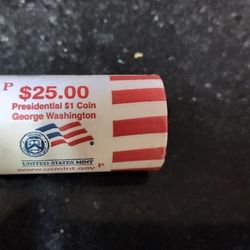 P
$25.00
Presidential $1 Coin
George Washington
UNITED STATES MINT
www.usmint.gov
P